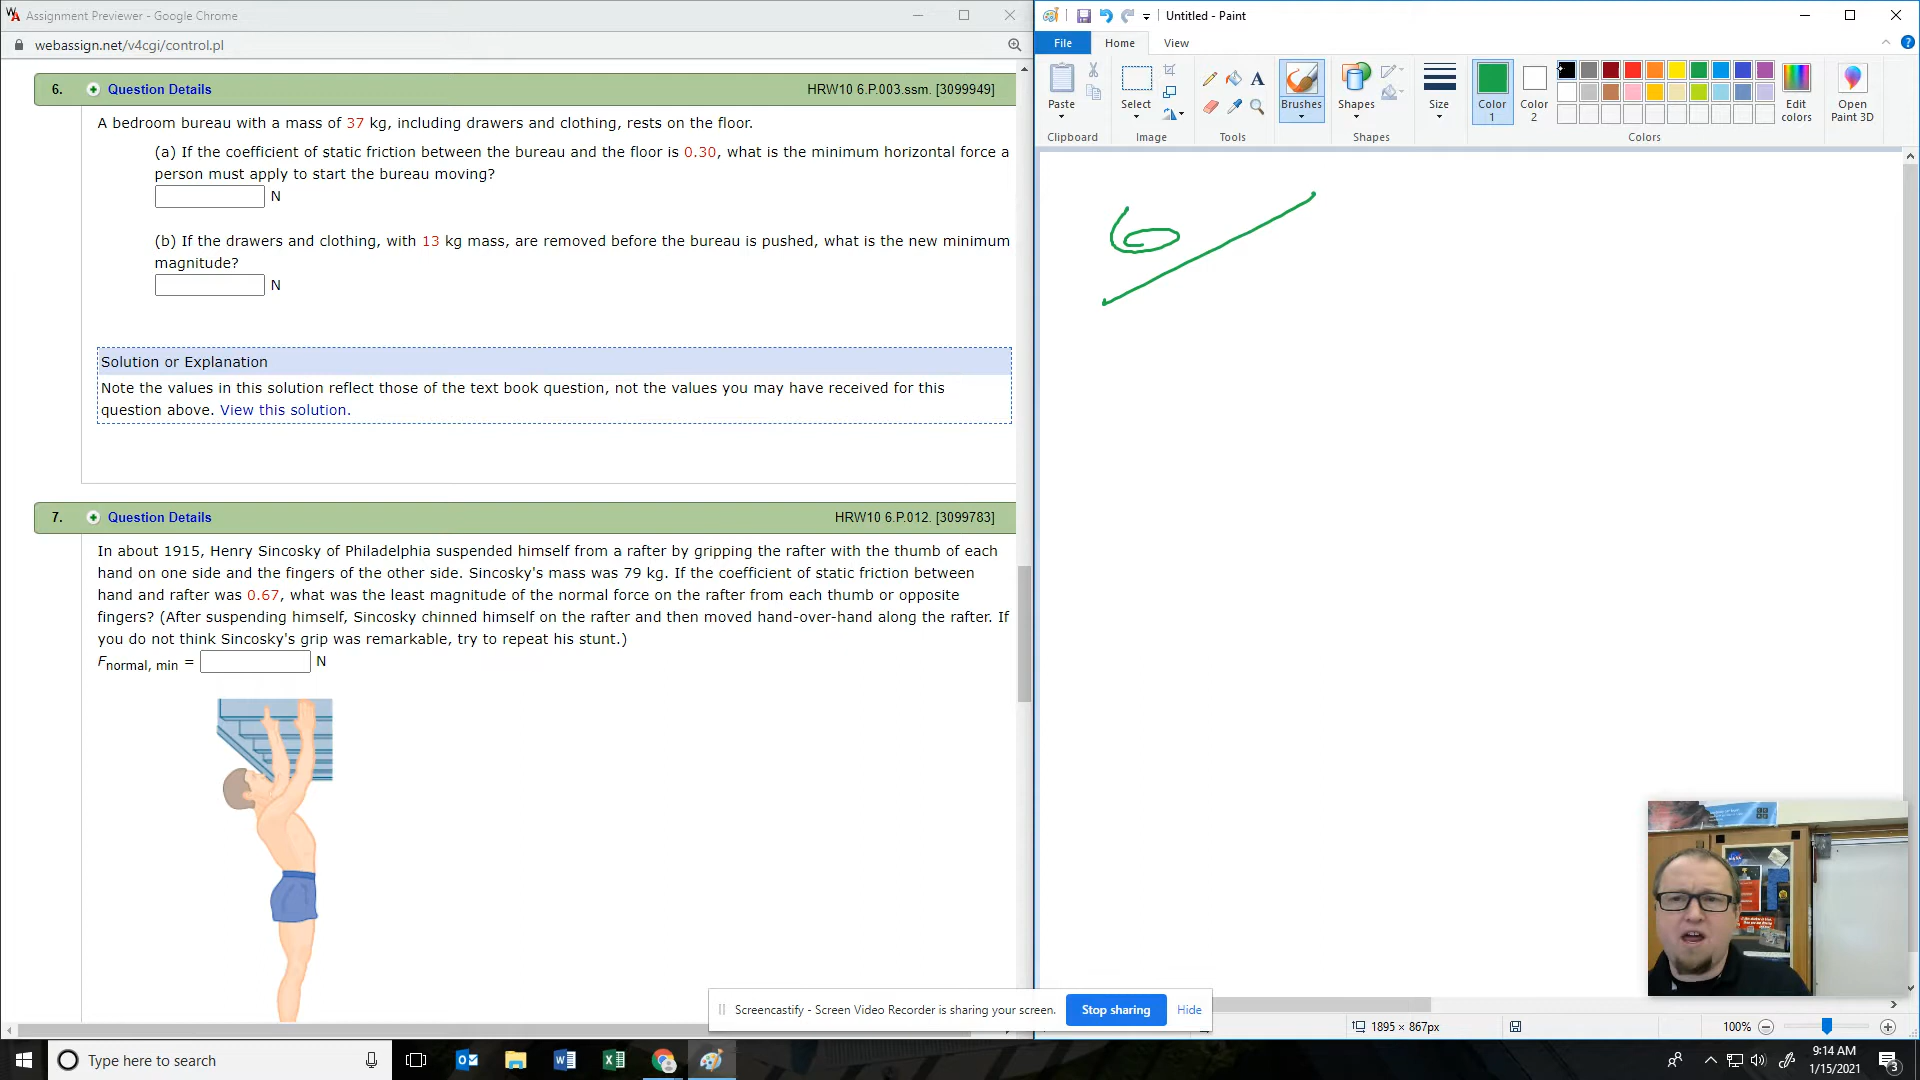 Assignment Previewer - Google Chrome
webassign.net/v4cgi/control.pl
6. Question Details HRW10 6.P.003.ssm. [3099949]
A bedroom bureau with a mass of 37 kg, including drawers and clothing, rests on the floor.
(a) If the coefficient of static friction between the bureau and the floor is 0.30, what is the minimum horizontal force a
person must apply to start the bureau moving?
N
(b) If the drawers and clothing, with 13 kg mass, are removed before the bureau is pushed, what is the new minimum
magnitude?
N
Solution or Explanation
Note the values in this solution reflect those of the text book question, not the values you may have received for this
question above. View this solution.
7. Question Details HRW10 6.P.012. [3099783]
In about 1915, Henry Sincosky of Philadelphia suspended himself from a rafter by gripping the rafter with the thumb of each
hand on one side and the fingers of the other side. Sincosky's mass was 79 kg. If the coefficient of static friction between
hand and rafter was 0.67, what was the least magnitude of the normal force on the rafter from each thumb or opposite
fingers? (After suspending himself, Sincosky chinned himself on the rafter and then moved hand-over-hand along the rafter. If
you do not think Sincosky's grip was remarkable, try to repeat his stunt.)
Fnormal, min = N
Untitled - Paint
File Home View
Paste Select Brushes Shapes Size Color 1 Color 2 Edit colors Open Paint 3D
Clipboard Image Tools Shapes Colors
6
Screencastify - Screen Video Recorder is sharing your screen. Stop sharing Hide
1895 × 867px 100%
Type here to search
9:14 AM
1/15/2021
3